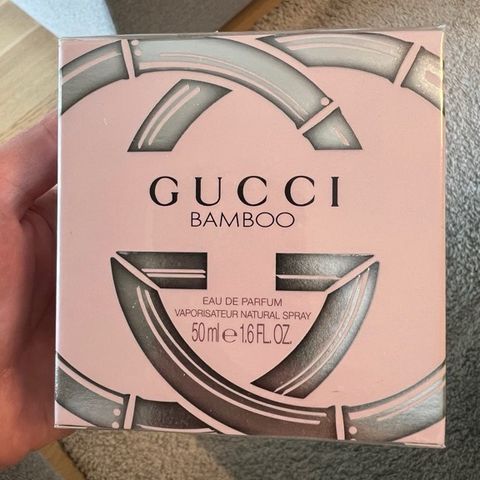 GUCCI
BAMBOO
EAU DE PARFUM
VAPORISATEUR NATURAL SPRAY
50 ml e 1.6 FL. OZ.